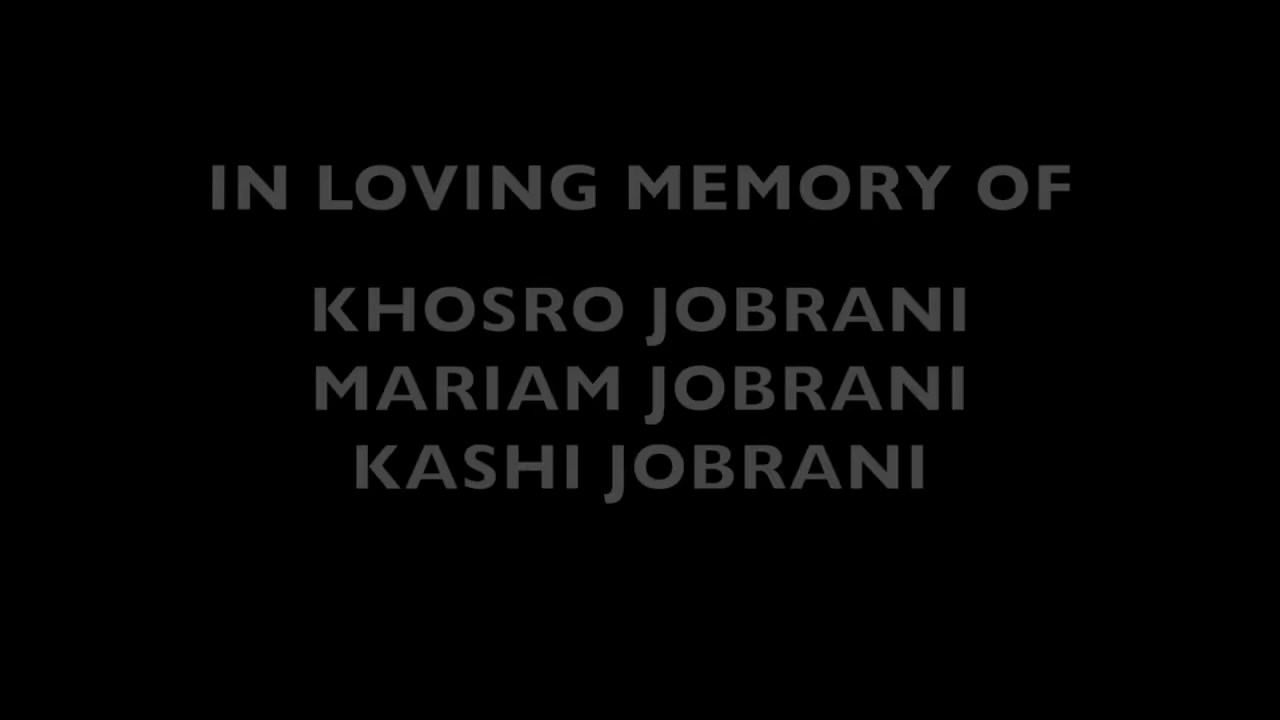 IN LOVING MEMORY OF
KHOSRO JOBRANI
MARIAM JOBRANI
KASHI JOBRANI